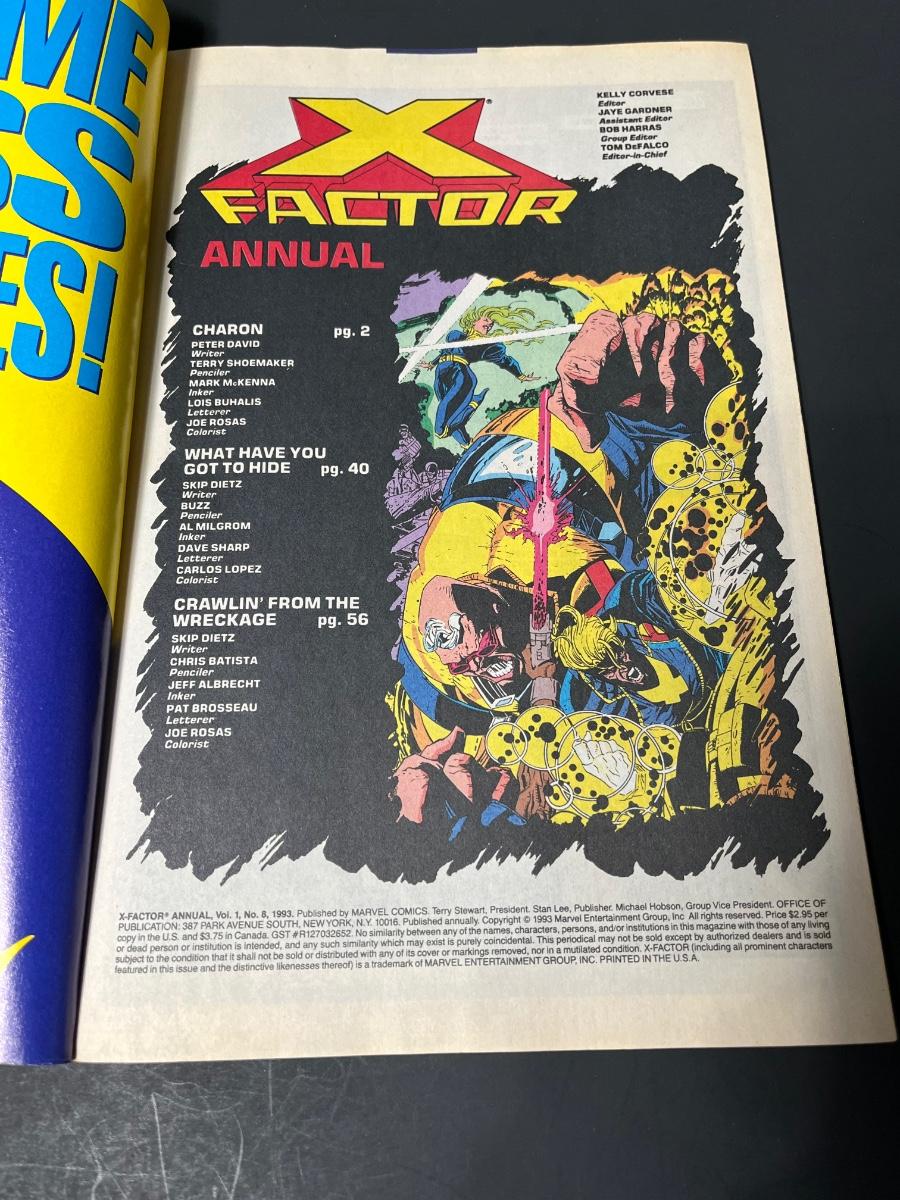 ME
SS
ES!
X
FACTOR®
ANNUAL
KELLY CORVESE
Editor
JAYE GARDNER
Assistant Editor
BOB HARRAS
Group Editor
TOM DeFALCO
Editor-in-Chief
CHARON pg. 2
PETER DAVID
Writer
TERRY SHOEMAKER
Penciler
MARK McKENNA
Inker
LOIS BUHALIS
Letterer
JOE ROSAS
Colorist
WHAT HAVE YOU
GOT TO HIDE pg. 40
SKIP DIETZ
Writer
BUZZ
Penciler
AL MILGROM
Inker
DAVE SHARP
Letterer
CARLOS LOPEZ
Colorist
CRAWLIN' FROM THE
WRECKAGE pg. 56
SKIP DIETZ
Writer
CHRIS BATISTA
Penciler
JEFF ALBRECHT
Inker
PAT BROSSEAU
Letterer
JOE ROSAS
Colorist
X-FACTOR® ANNUAL, Vol. 1, No. 8, 1993. Published by MARVEL COMICS. Terry Stewart, President. Stan Lee, Publisher. Michael Hobson, Group Vice President. OFFICE OF
PUBLICATION: 387 PARK AVENUE SOUTH, NEW YORK, N.Y. 10016. Published annually. Copyright © 1993 Marvel Entertainment Group, Inc. All rights reserved. Price $2.95 per
copy in the U.S. and $3.75 in Canada. GST #R127032652. No similarity between any of the names, characters, persons, and/or institutions in this magazine with those of any living
or dead person or institution is intended, and any such similarity which may exist is purely coincidental. This periodical may not be sold except by authorized dealers and is sold
subject to the condition that it shall not be sold or distributed with any of its cover or markings removed, nor in a mutilated condition. X-FACTOR (including all prominent characters
featured in this issue and the distinctive likenesses thereof) is a trademark of MARVEL ENTERTAINMENT GROUP, INC. PRINTED IN THE U.S.A.